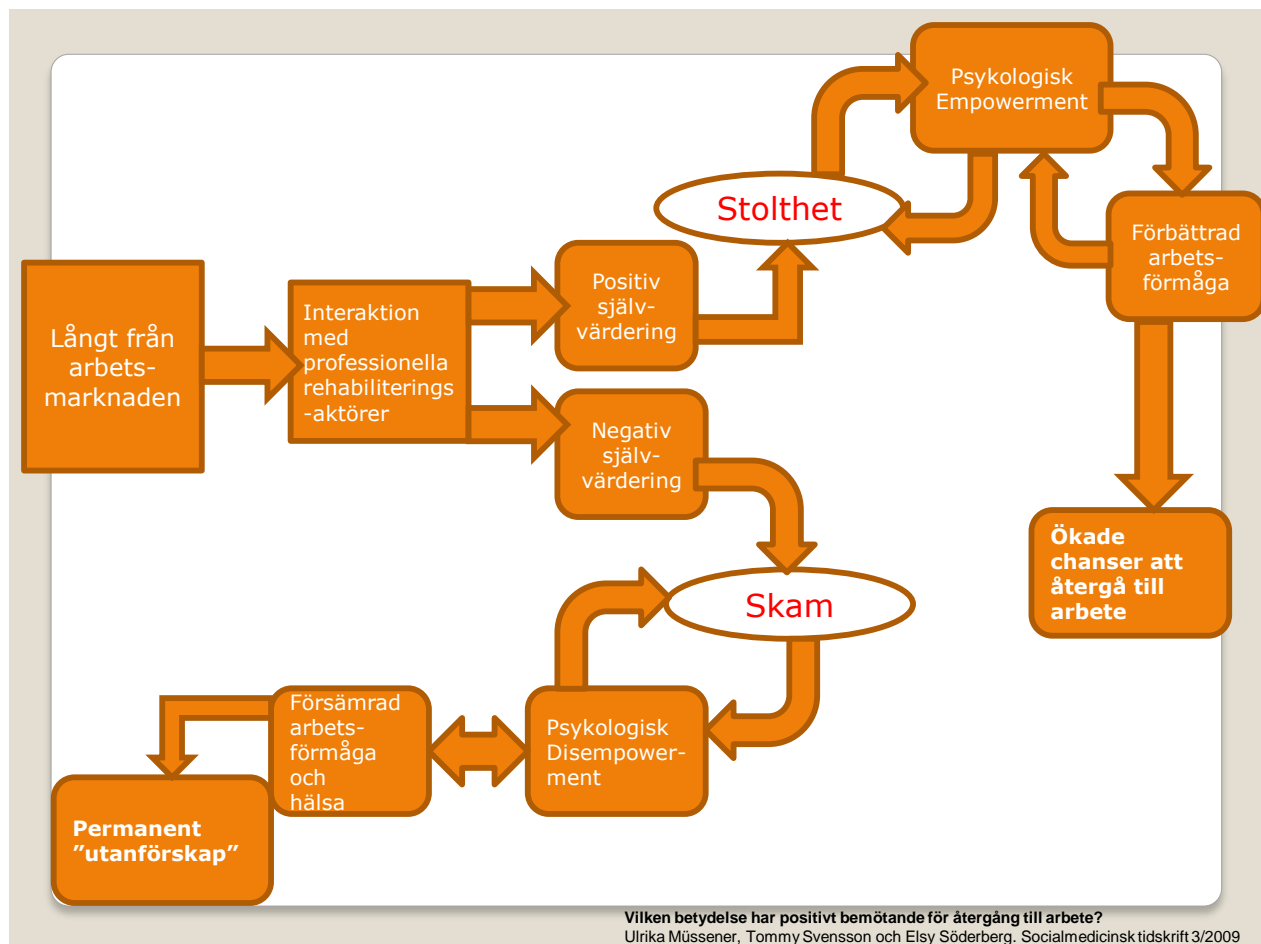 Psykologisk
Empowerment
Stolthet
Förbättrad
arbets-
förmåga
Positiv
själv-
värdering
Interaktion
med
professionella
rehabiliterings
-aktörer
Långt från
arbets-
marknaden
Negativ
själv-
värdering
Ökade
chanser att
återgå till
arbete
Skam
Försämrad
arbets-
förmåga
och
hälsa
Psykologisk
Disempower-
ment
Permanent
”utanförskap”
Vilken betydelse har positivt bemötande för återgång till arbete?
Ulrika Müssener, Tommy Svensson och Elsy Söderberg. Socialmedicinsk tidskrift 3/2009